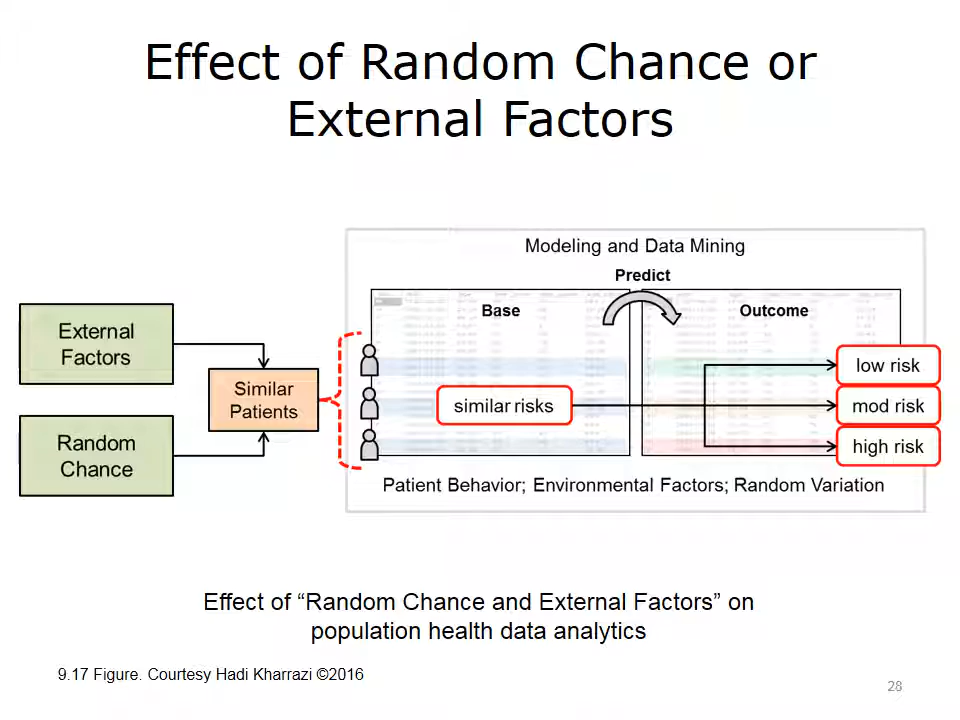 Effect of Random Chance or
External Factors
Modeling and Data Mining
Predict
Base
Outcome
External
Factors
Similar
Patients
Random
Chance
similar risks
low risk
mod risk
high risk
Patient Behavior; Environmental Factors; Random Variation
Effect of “Random Chance and External Factors” on
population health data analytics
9.17 Figure. Courtesy Hadi Kharrazi ©2016
28